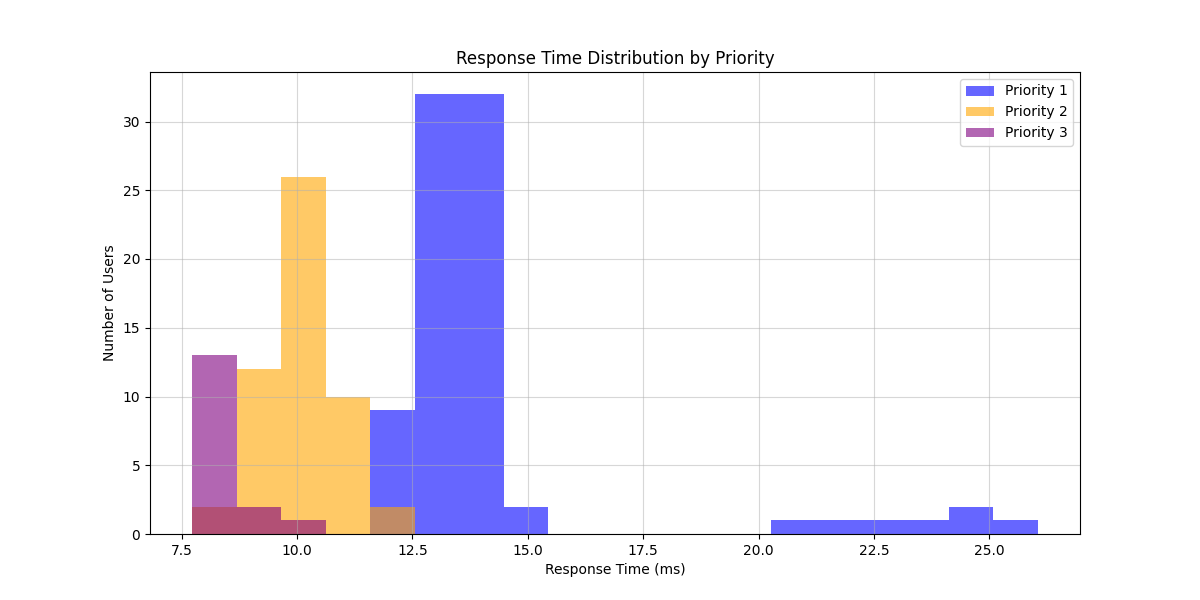 Response Time Distribution by Priority
Priority 1
Priority 2
Priority 3
30
25
20
15
10
5
0
Number of Users
7.5 10.0 12.5 15.0 17.5 20.0 22.5 25.0
Response Time (ms)